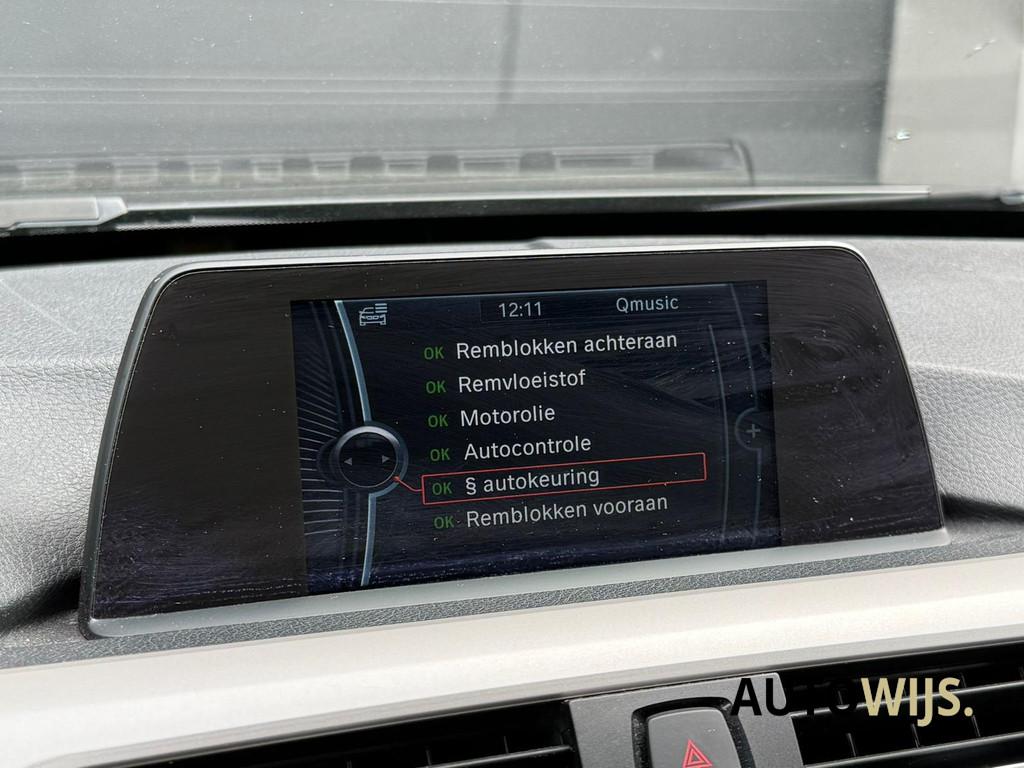 12:11 Qmusic
OK Remblokken achteraan
OK Remvloeistof
OK Motorolie
OK Autocontrole
OK § autokeuring
OK Remblokken vooraan
AUTOWIJS.